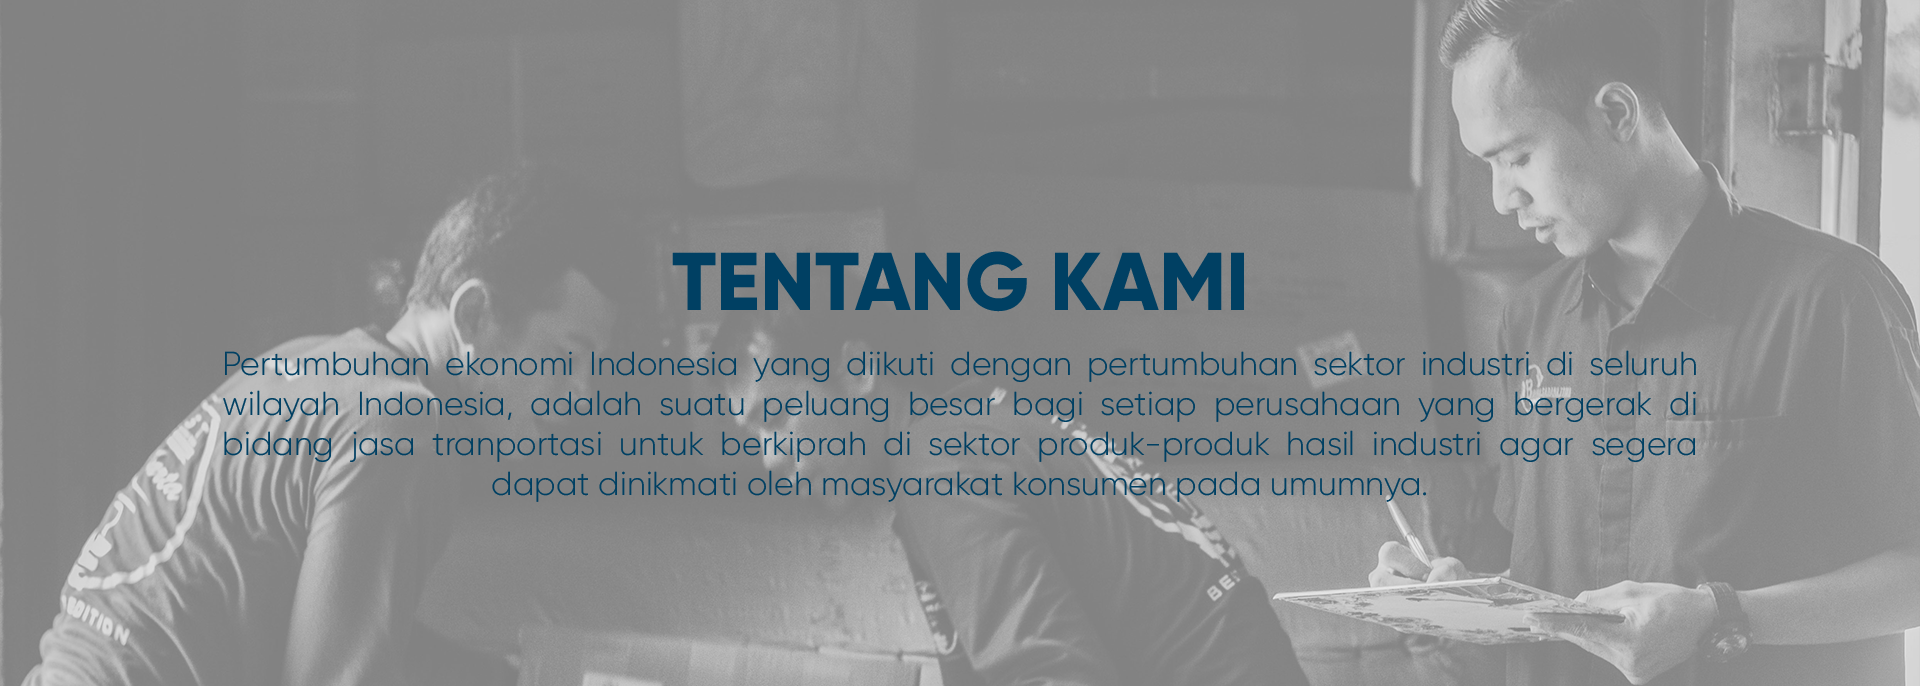 TENTANG KAMI
Pertumbuhan ekonomi Indonesia yang diikuti dengan pertumbuhan sektor industri di seluruh
wilayah Indonesia, adalah suatu peluang besar bagi setiap perusahaan yang bergerak di
bidang jasa tranportasi untuk berkiprah di sektor produk-produk hasil industri agar segera
dapat dinikmati oleh masyarakat konsumen pada umumnya.